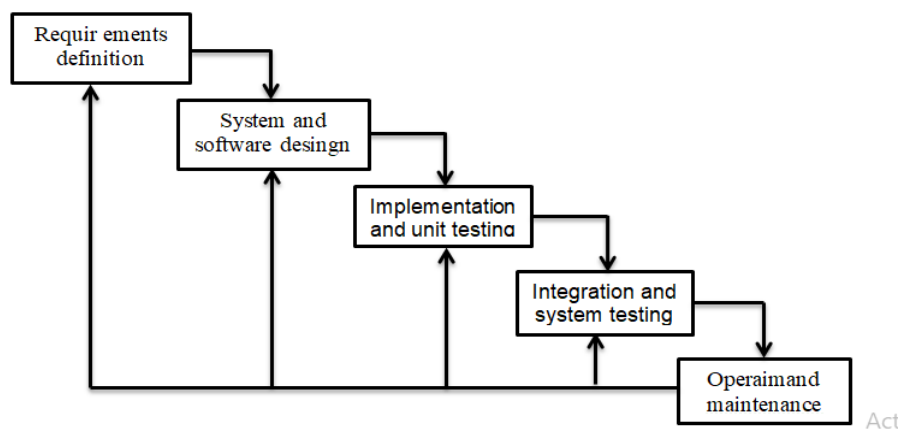 Requir ements
definition
System and
software desingn
Implementation
and unit testing
Integration and
system testing
Operaimand
maintenance
Act